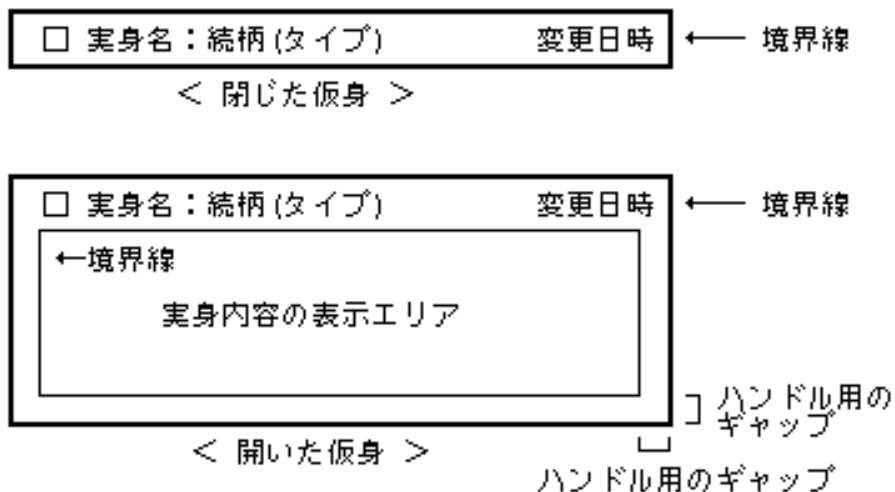 □ 実身名：続柄(タイプ) 変更日時 ← 境界線
＜ 閉じた仮身 ＞
□ 実身名：続柄(タイプ) 変更日時 ← 境界線
←境界線
実身内容の表示エリア
ハンドル用の
ギャップ
＜ 開いた仮身 ＞
ハンドル用のギャップ